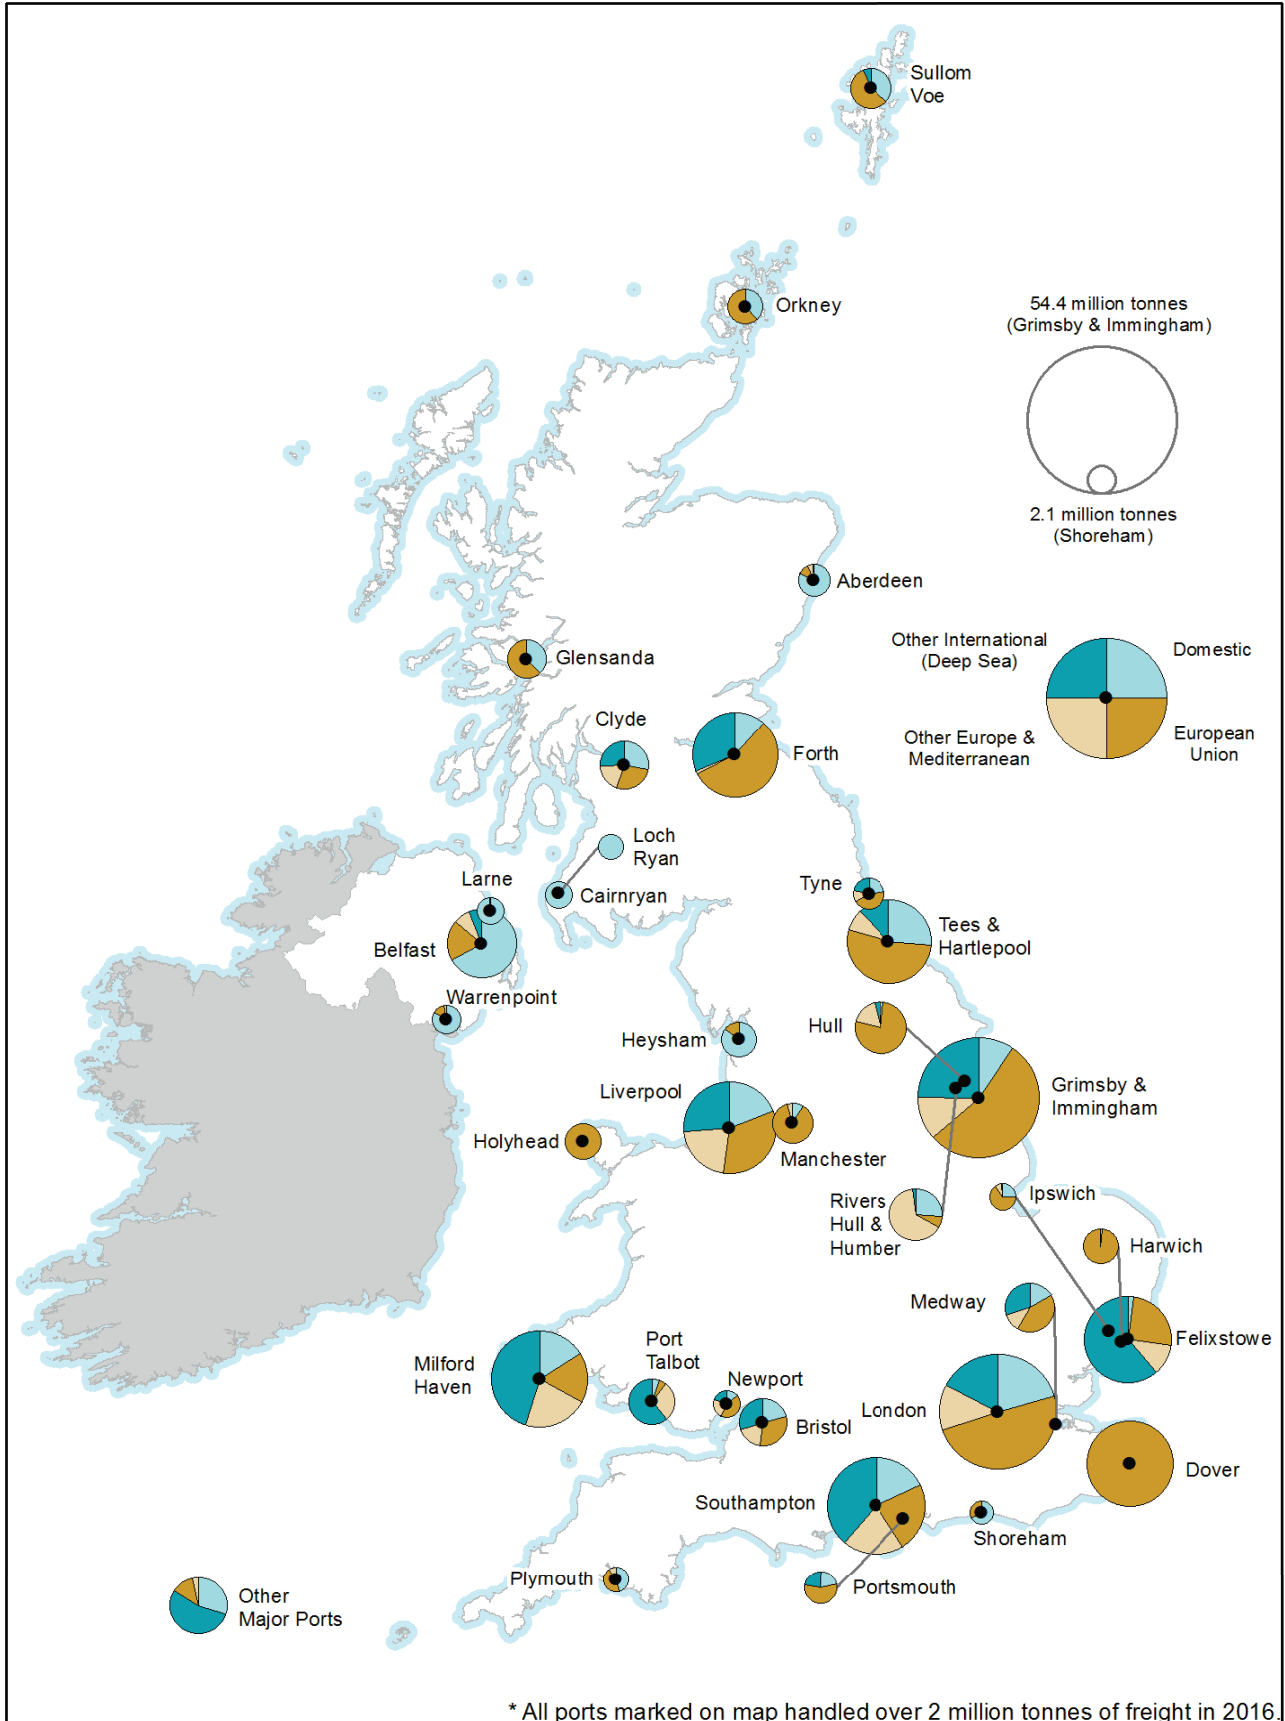 Sullom
Voe
Orkney
54.4 million tonnes
(Grimsby & Immingham)
2.1 million tonnes
(Shoreham)
Aberdeen
Other International
(Deep Sea)
Domestic
Glensanda
Clyde
Forth
Other Europe &
Mediterranean
European
Union
Loch
Ryan
Larne
Cairnryan
Tyne
Belfast
Tees &
Hartlepool
Warrenpoint
Heysham
Hull
Liverpool
Grimsby &
Immingham
Holyhead
Manchester
Rivers
Hull &
Humber
Ipswich
Harwich
Medway
Felixstowe
Milford
Haven
Port
Talbot
Newport
Bristol
London
Dover
Southampton
Shoreham
Plymouth
Portsmouth
Other
Major Ports
* All ports marked on map handled over 2 million tonnes of freight in 2016.